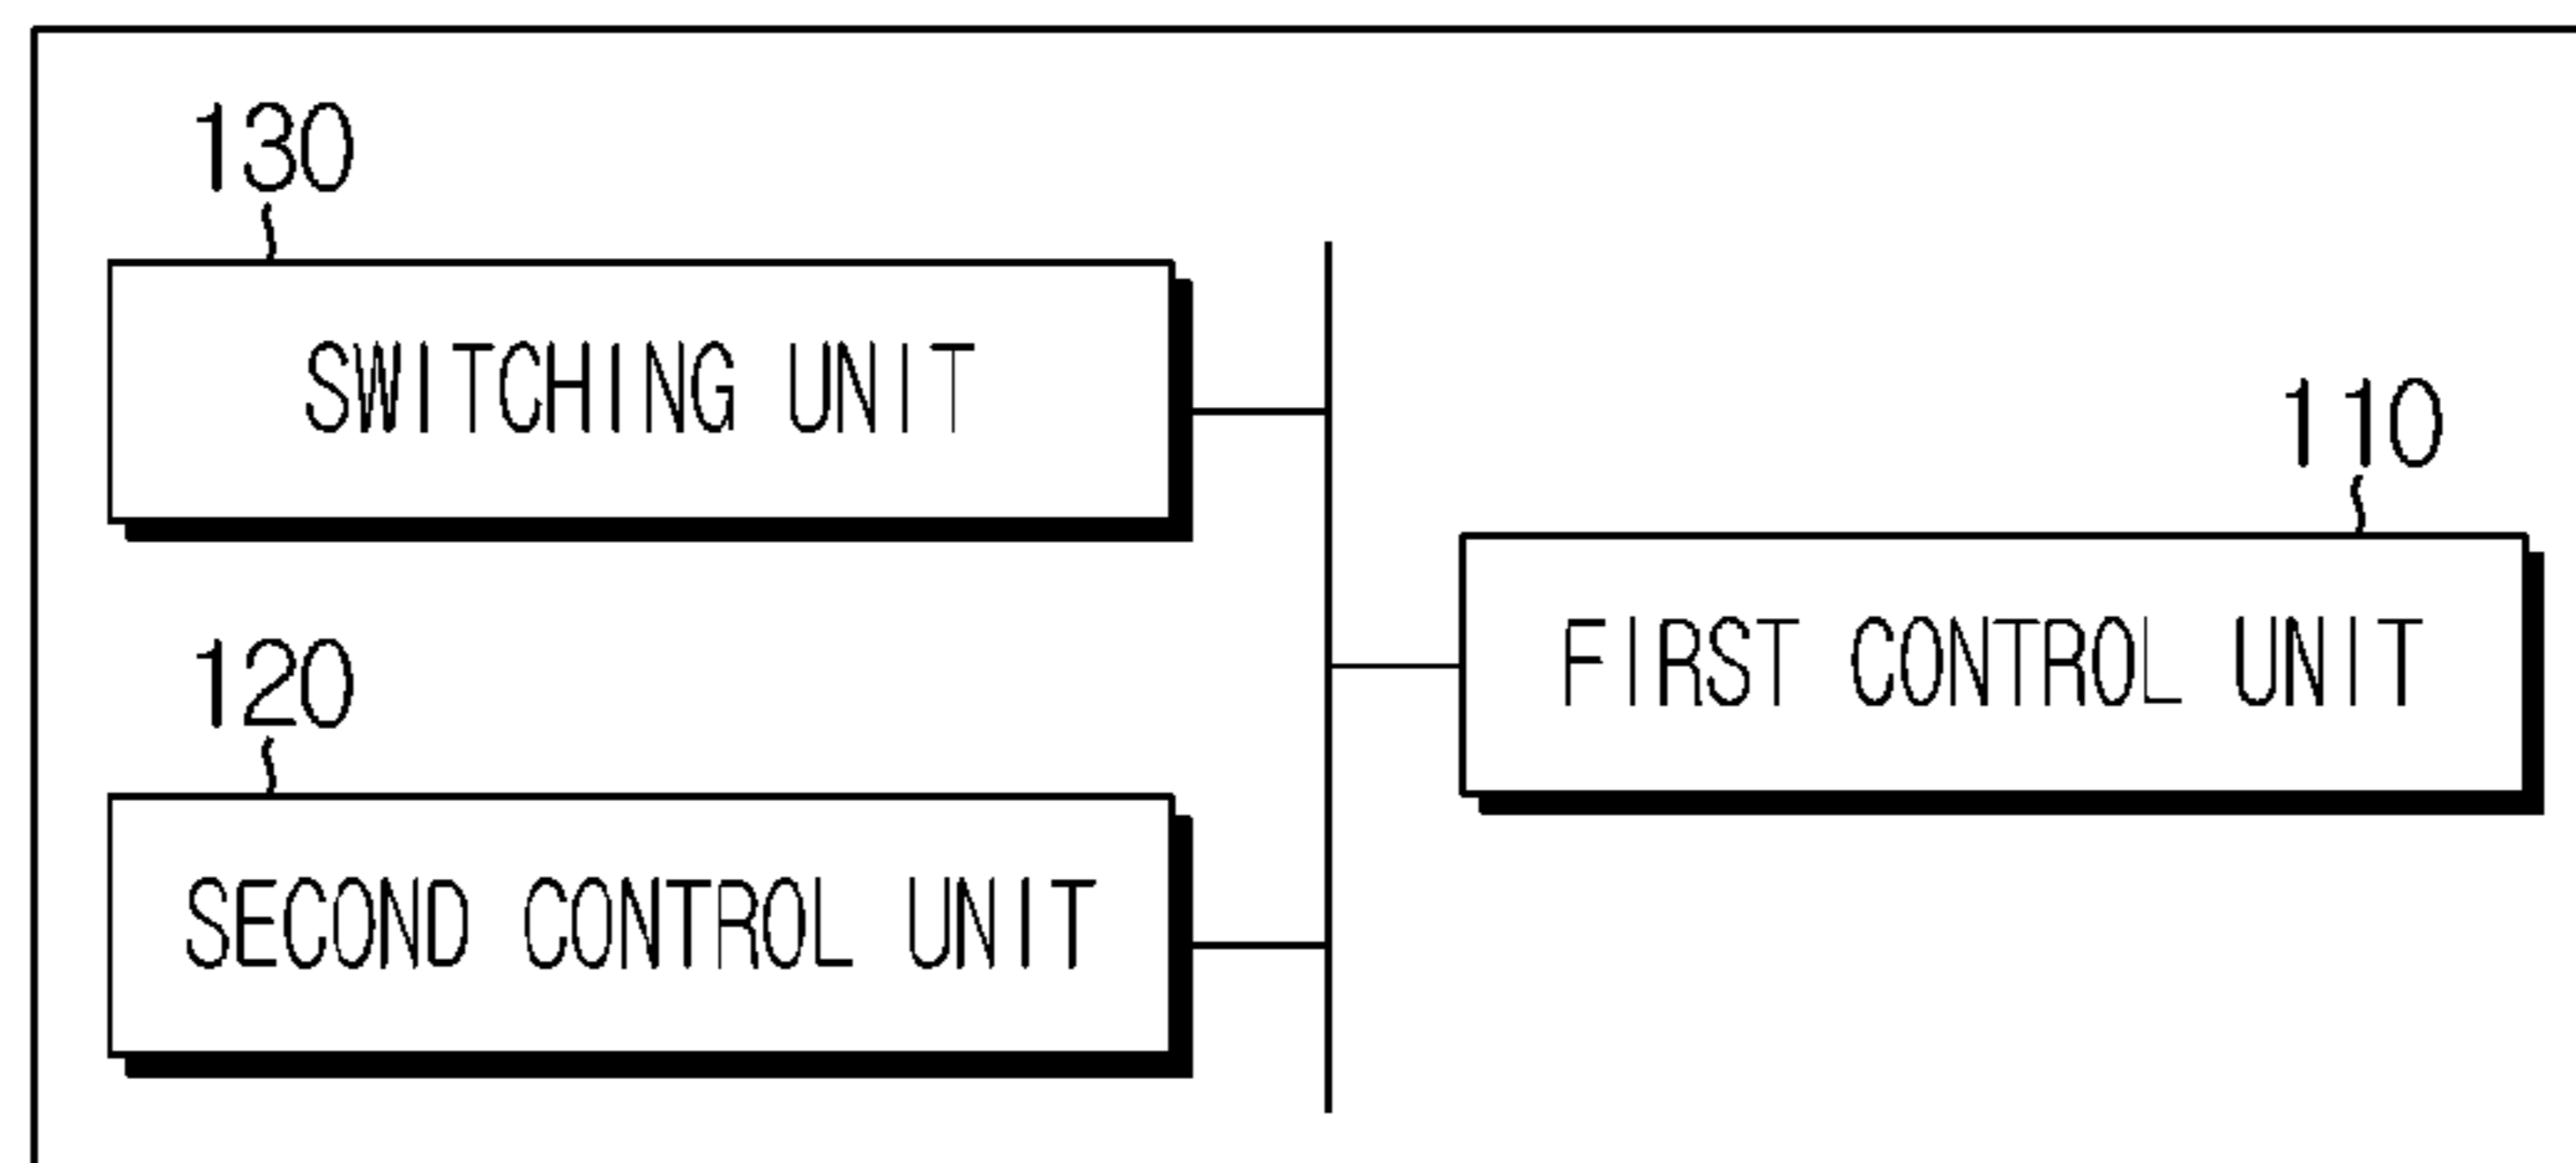 130
SWITCHING UNIT
110
FIRST CONTROL UNIT
120
SECOND CONTROL UNIT